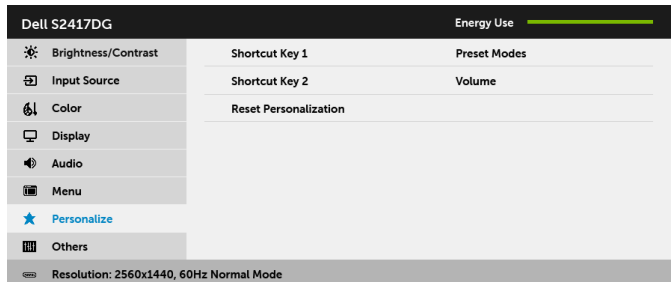 Dell S2417DG Energy Use
Brightness/Contrast Shortcut Key 1 Preset Modes
Input Source Shortcut Key 2 Volume
Color Reset Personalization
Display
Audio
Menu
Personalize
Others
Resolution: 2560x1440, 60Hz Normal Mode